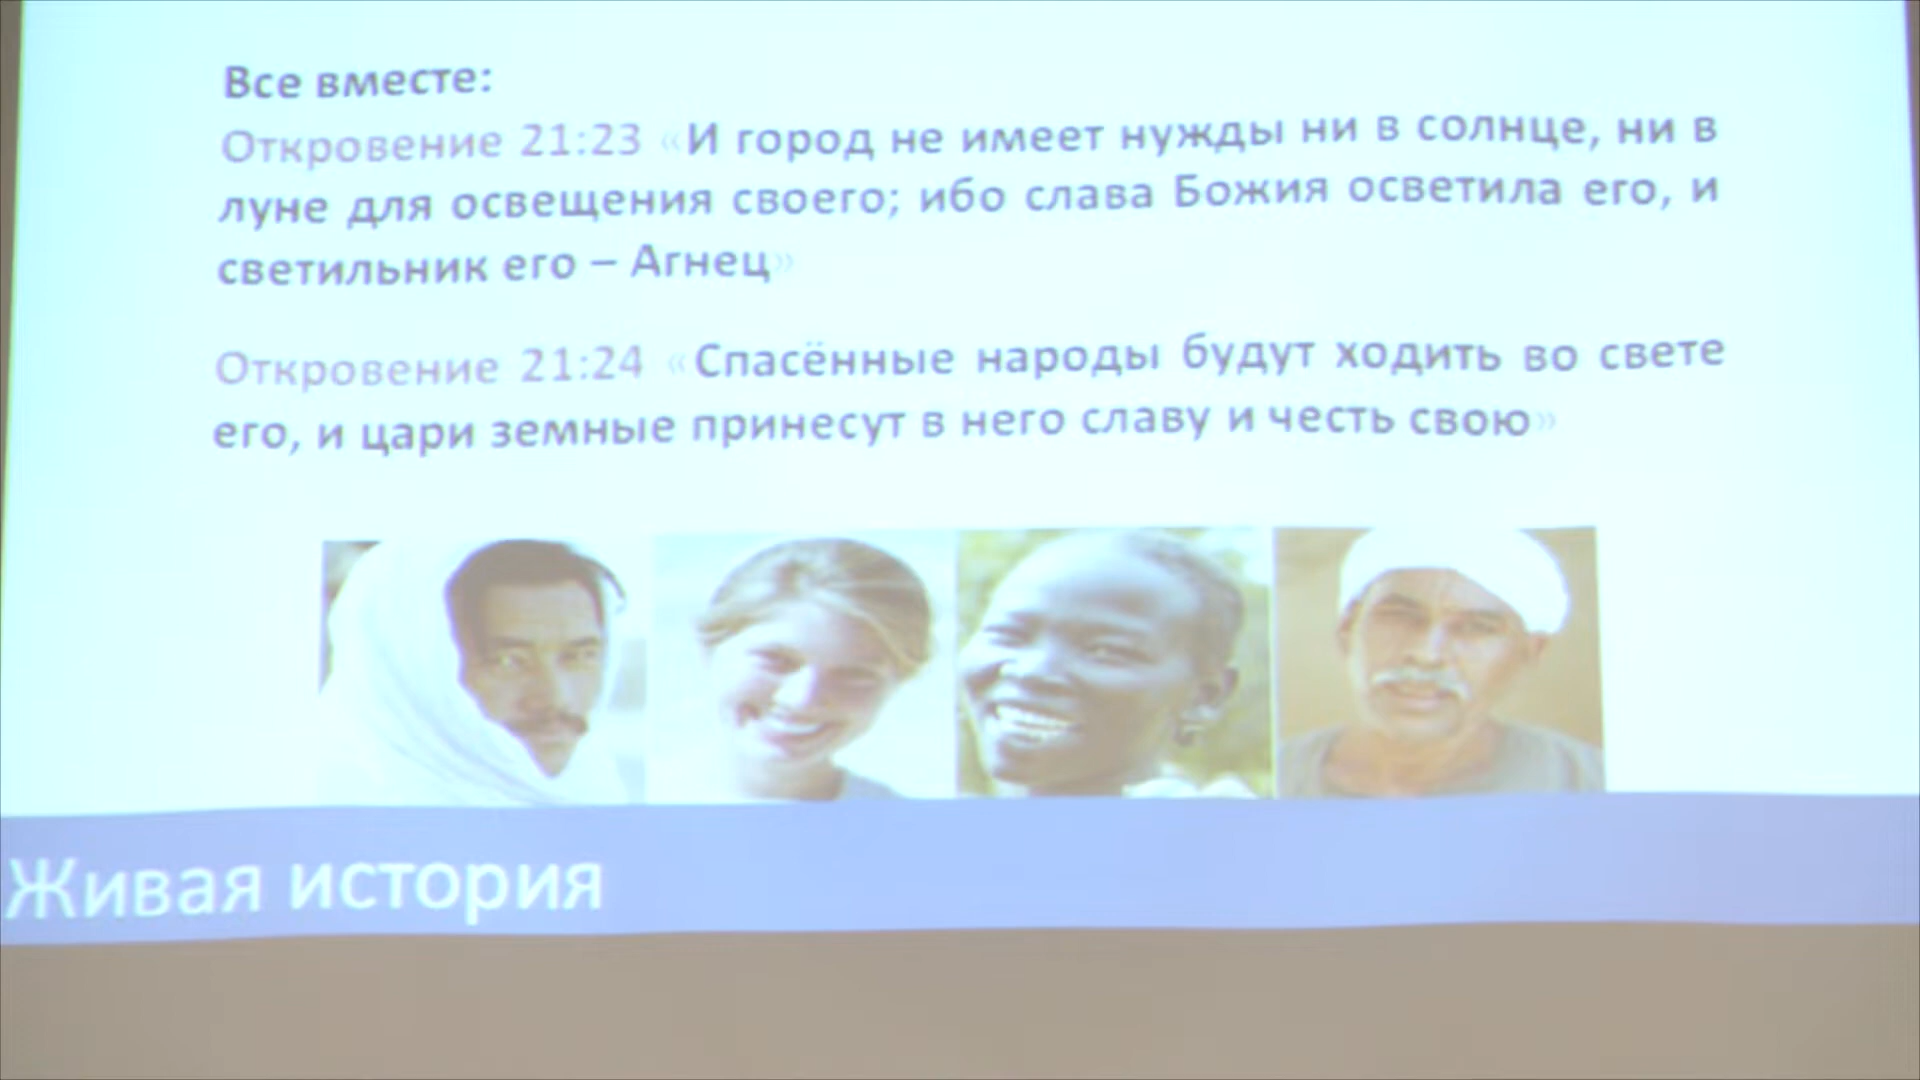 Все вместе:
Откровение 21:23 «И город не имеет нужды ни в солнце, ни в
луне для освещения своего; ибо слава Божия осветила его, и
светильник его – Агнец»
Откровение 21:24 «Спасённые народы будут ходить во свете
его, и цари земные принесут в него славу и честь свою»
Живая история